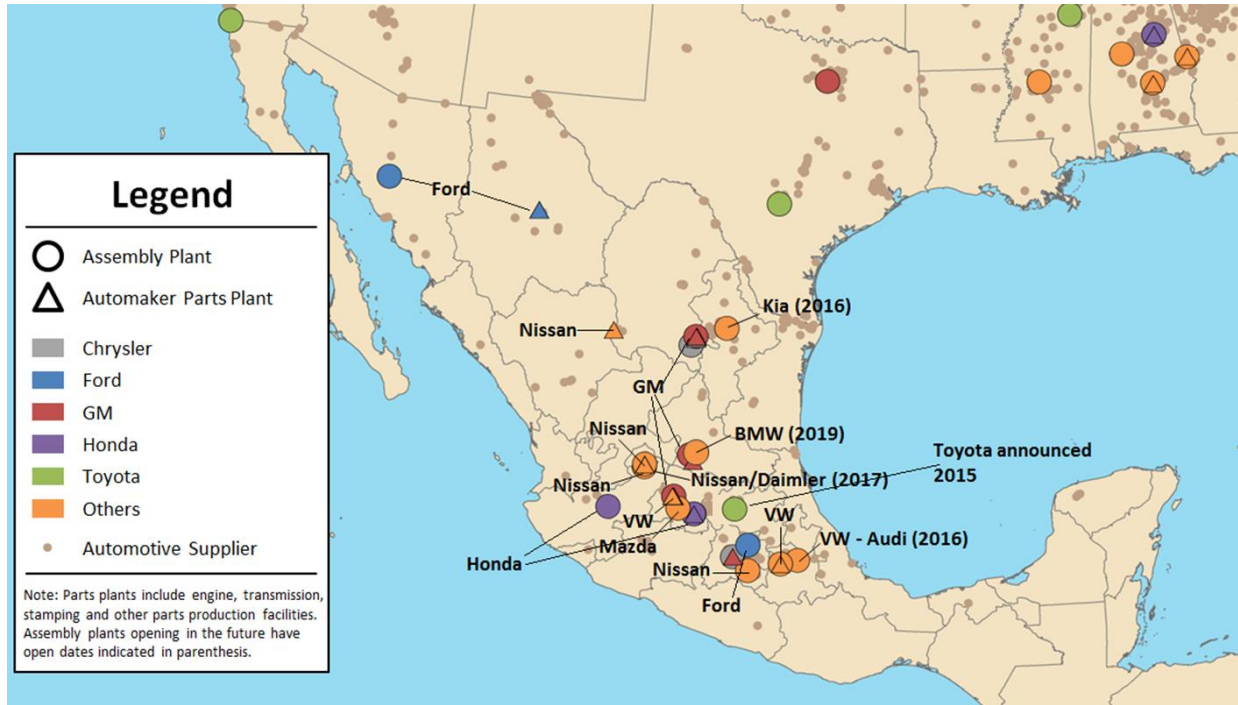 Legend
Assembly Plant
Automaker Parts Plant
Chrysler
Ford
GM
Honda
Toyota
Others
Automotive Supplier
Note: Parts plants include engine, transmission,
stamping and other parts production facilities.
Assembly plants opening in the future have
open dates indicated in parenthesis.
Ford
Kia (2016)
Nissan
GM
Nissan
BMW (2019)
Toyota announced
2015
Nissan
Nissan/Daimler (2017)
VW
VW
Mazda
Honda
VW - Audi (2016)
Nissan
Ford